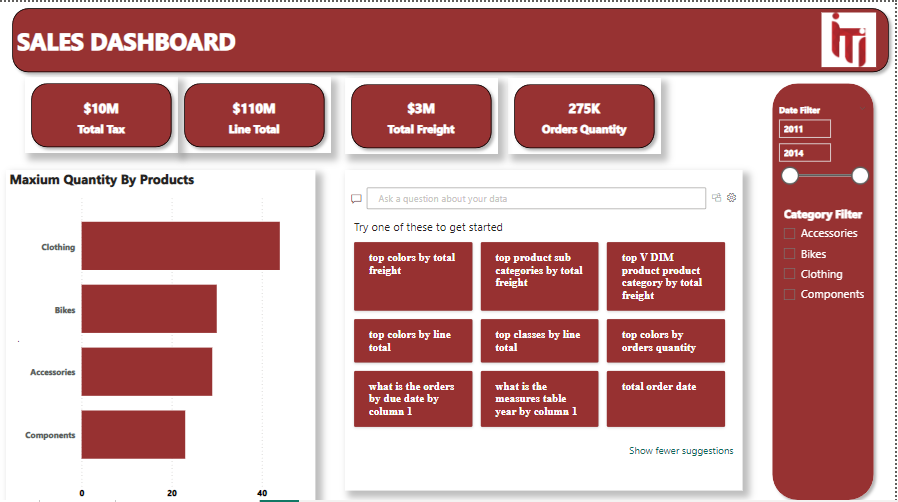 SALES DASHBOARD
iTi
$10M
Total Tax
$110M
Line Total
$3M
Total Freight
275K
Orders Quantity
Date Filter
2011
2014
Category Filter
Accessories
Bikes
Clothing
Components
Maxium Quantity By Products
Clothing
Bikes
Accessories
Components
0 20 40
Ask a question about your data
Try one of these to get started
top colors by total
freight
top product sub
categories by total
freight
top V DIM
product product
category by total
freight
top colors by line
total
top classes by line
total
top colors by
orders quantity
what is the orders
by due date by
column 1
what is the
measures table
year by column 1
total order date
Show fewer suggestions